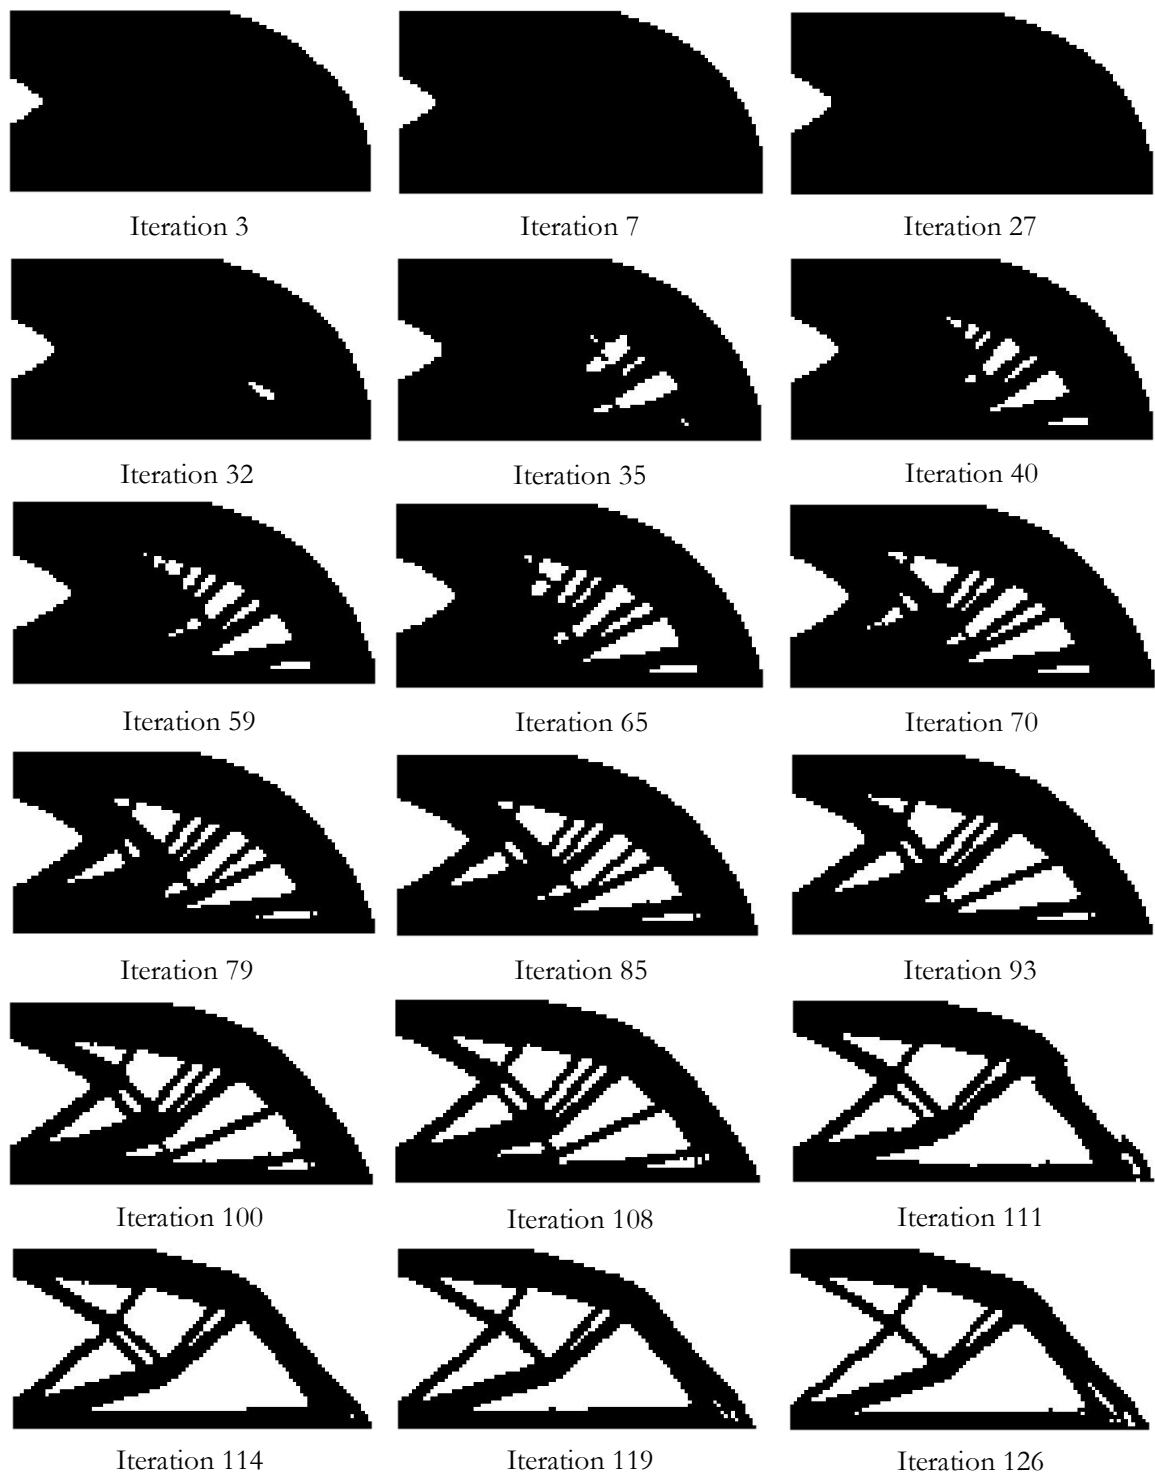 Iteration 3
Iteration 7
Iteration 27
Iteration 32
Iteration 35
Iteration 40
Iteration 59
Iteration 65
Iteration 70
Iteration 79
Iteration 85
Iteration 93
Iteration 100
Iteration 108
Iteration 111
Iteration 114
Iteration 119
Iteration 126